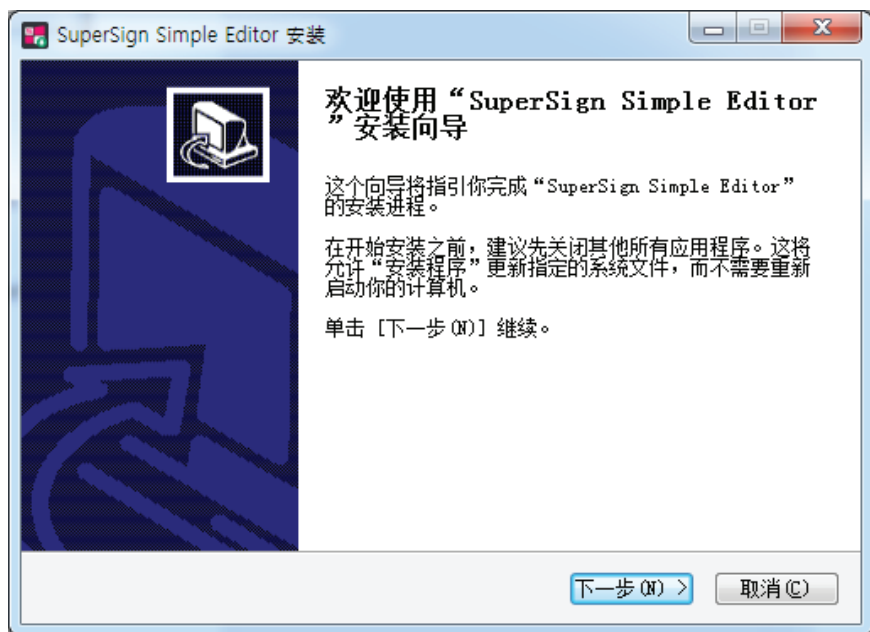 SuperSign Simple Editor 安装
欢迎使用“SuperSign Simple Editor
”安装向导
这个向导将指引你完成“SuperSign Simple Editor”
的安装进程。
在开始安装之前，建议先关闭其他所有应用程序。这将
允许“安装程序”更新指定的系统文件，而不需要重新
启动你的计算机。
单击 [下一步(N)] 继续。
下一步(N) >
取消(C)